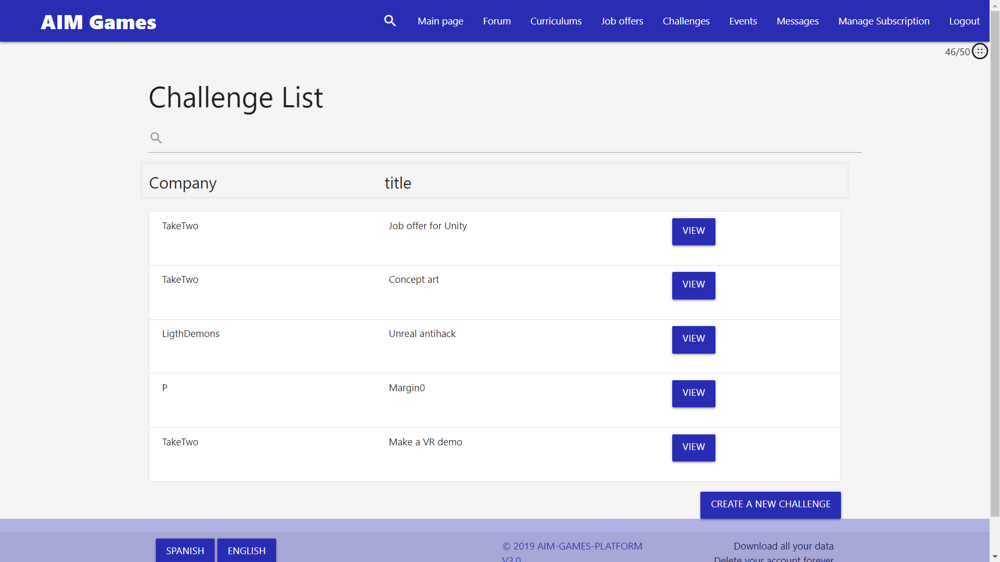 AIM Games
Main page Forum Curriculums Job offers Challenges Events Messages Manage Subscription Logout
46/50
Challenge List
Company title
TakeTwo Job offer for Unity VIEW
TakeTwo Concept art VIEW
LigthDemons Unreal antihack VIEW
P Margin0 VIEW
TakeTwo Make a VR demo VIEW
CREATE A NEW CHALLENGE
SPANISH ENGLISH © 2019 AIM-GAMES-PLATFORM Download all your data
V3.0 Delete your account forever